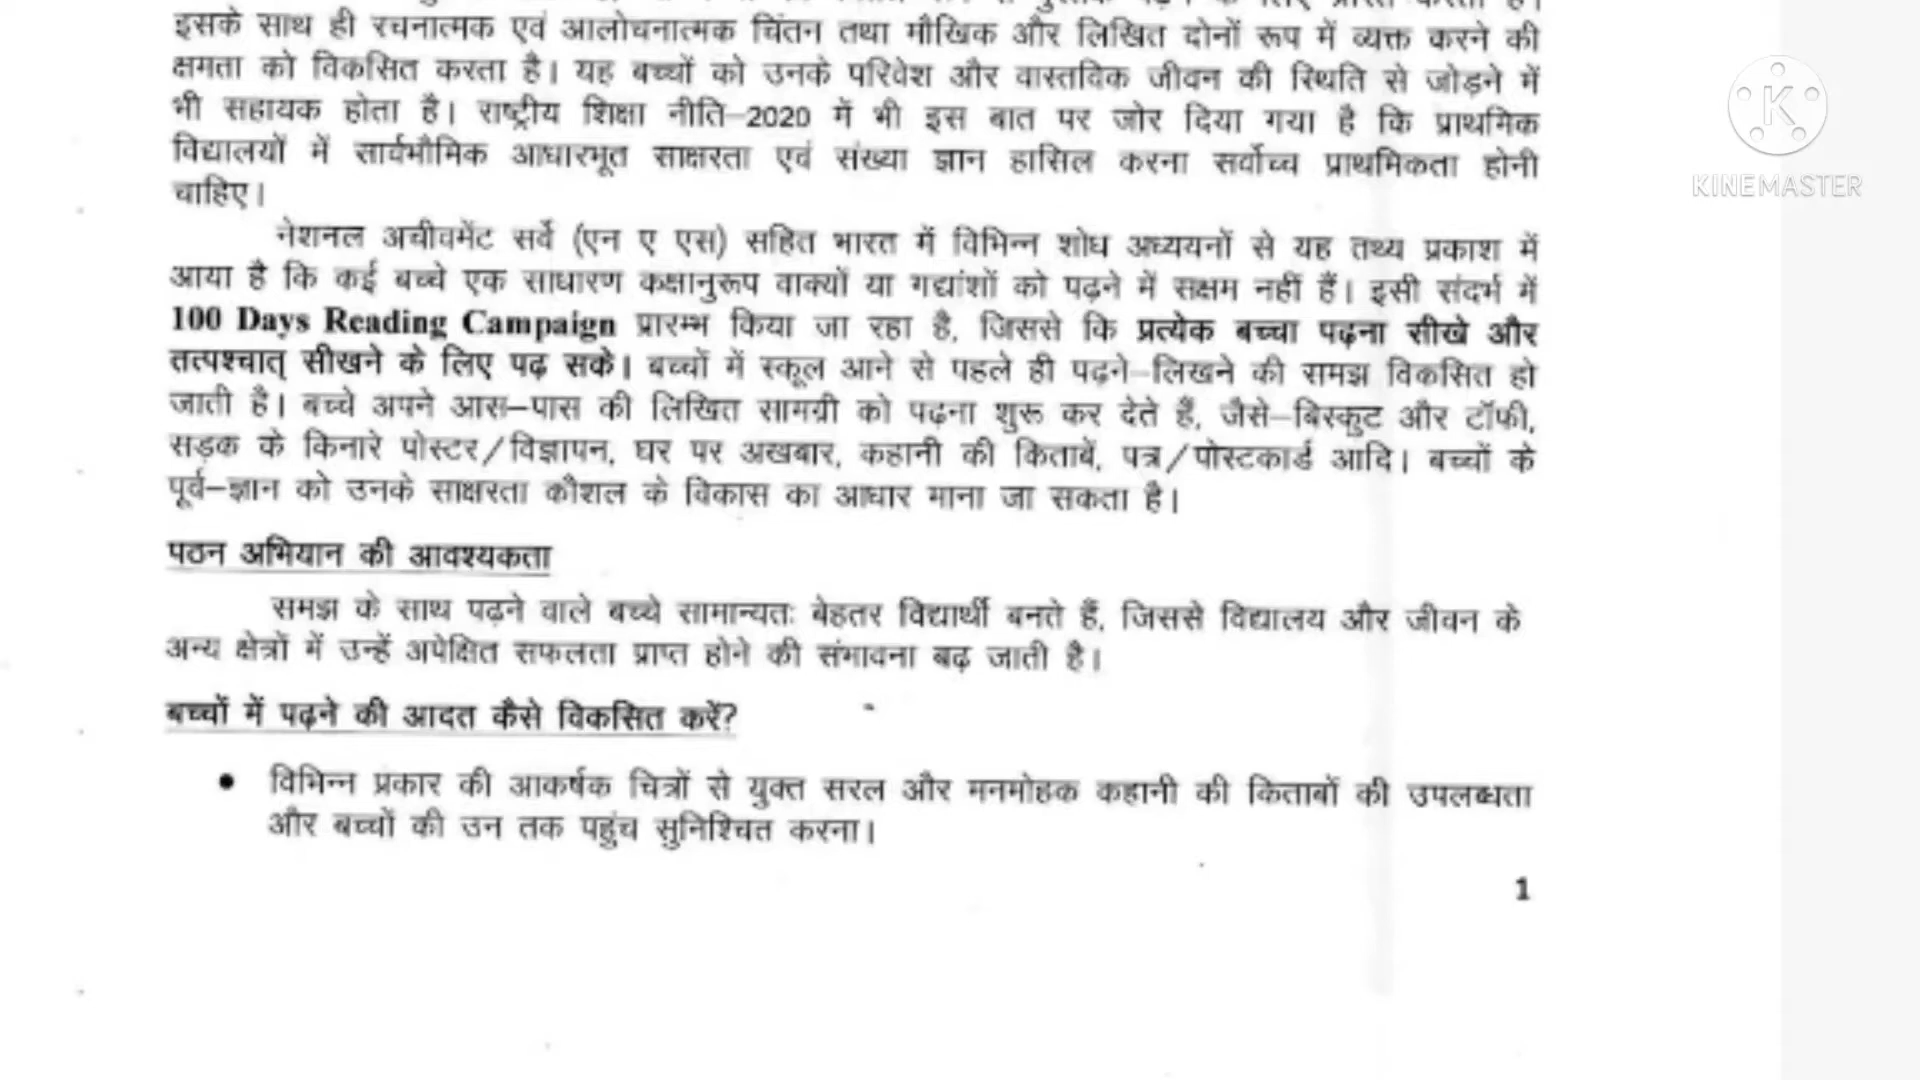 इसके साथ ही रचनात्मक एवं आलोचनात्मक चिंतन तथा मौखिक और लिखित दोनों रूप में व्यक्त करने की
क्षमता को विकसित करता है। यह बच्चों को उनके परिवेश और वास्तविक जीवन की स्थिति से जोड़ने में
भी सहायक होता है। राष्ट्रीय शिक्षा नीति–2020 में भी इस बात पर जोर दिया गया है कि प्राथमिक
विद्यालयों में सार्वभौमिक आधारभूत साक्षरता एवं संख्या ज्ञान हासिल करना सर्वोच्च प्राथमिकता होनी
चाहिए।
नेशनल अचीवमेंट सर्वे (एन ए एस) सहित भारत में विभिन्न शोध अध्ययनों से यह तथ्य प्रकाश में
आया है कि कई बच्चे एक साधारण कक्षानुरूप वाक्यों या गद्यांशों को पढ़ने में सक्षम नहीं हैं। इसी संदर्भ में
100 Days Reading Campaign प्रारम्भ किया जा रहा है, जिससे कि प्रत्येक बच्चा पढ़ना सीखे और
तत्पश्चात् सीखने के लिए पढ़ सके। बच्चों में स्कूल आने से पहले ही पढ़ने–लिखने की समझ विकसित हो
जाती है। बच्चे अपने आस–पास की लिखित सामग्री को पढ़ना शुरू कर देते हैं, जैसे–बिस्कुट और टॉफी,
सड़क के किनारे पोस्टर/विज्ञापन, घर पर अखबार, कहानी की किताबें, पत्र/पोस्टकार्ड आदि। बच्चों के
पूर्व–ज्ञान को उनके साक्षरता कौशल के विकास का आधार माना जा सकता है।
पठन अभियान की आवश्यकता
समझ के साथ पढ़ने वाले बच्चे सामान्यतः बेहतर विद्यार्थी बनते हैं, जिससे विद्यालय और जीवन के
अन्य क्षेत्रों में उन्हें अपेक्षित सफलता प्राप्त होने की संभावना बढ़ जाती है।
बच्चों में पढ़ने की आदत कैसे विकसित करें?
• विभिन्न प्रकार की आकर्षक चित्रों से युक्त सरल और मनमोहक कहानी की किताबों की उपलब्धता
और बच्चों की उन तक पहुंच सुनिश्चित करना।
1
K
KINEMASTER